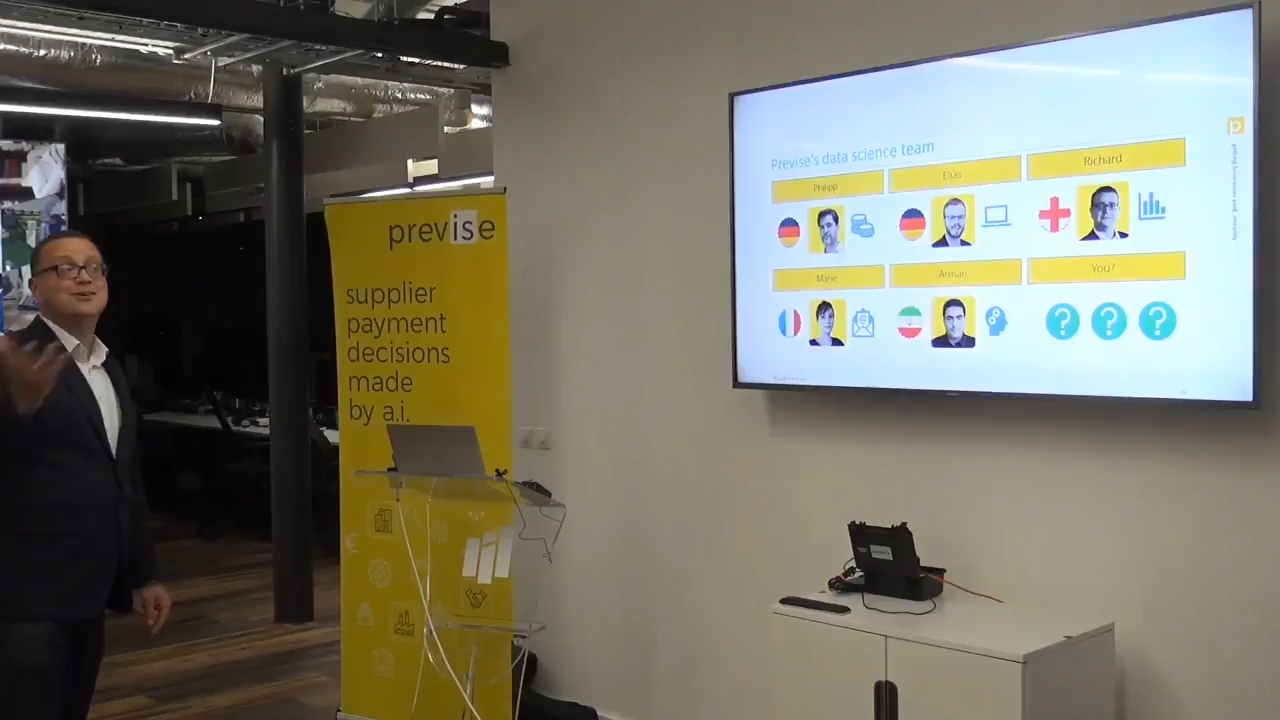 previse
supplier
payment
decisions
made
by a.i.
Previse's data science team
Philipp
Elias
Richard
Marie
Arman
You?